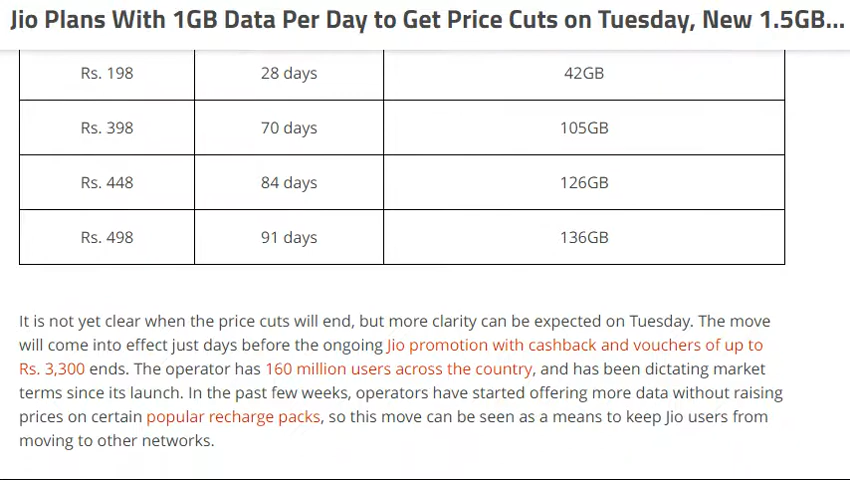 Jio Plans With 1GB Data Per Day to Get Price Cuts on Tuesday, New 1.5GB...
Rs. 198 28 days 42GB
Rs. 398 70 days 105GB
Rs. 448 84 days 126GB
Rs. 498 91 days 136GB
It is not yet clear when the price cuts will end, but more clarity can be expected on Tuesday. The move
will come into effect just days before the ongoing Jio promotion with cashback and vouchers of up to
Rs. 3,300 ends. The operator has 160 million users across the country, and has been dictating market
terms since its launch. In the past few weeks, operators have started offering more data without raising
prices on certain popular recharge packs, so this move can be seen as a means to keep Jio users from
moving to other networks.